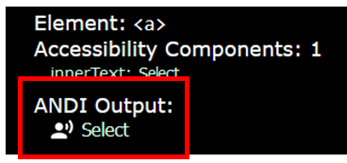 Element: <a>
Accessibility Components: 1
innerText: Select
ANDI Output:
Select